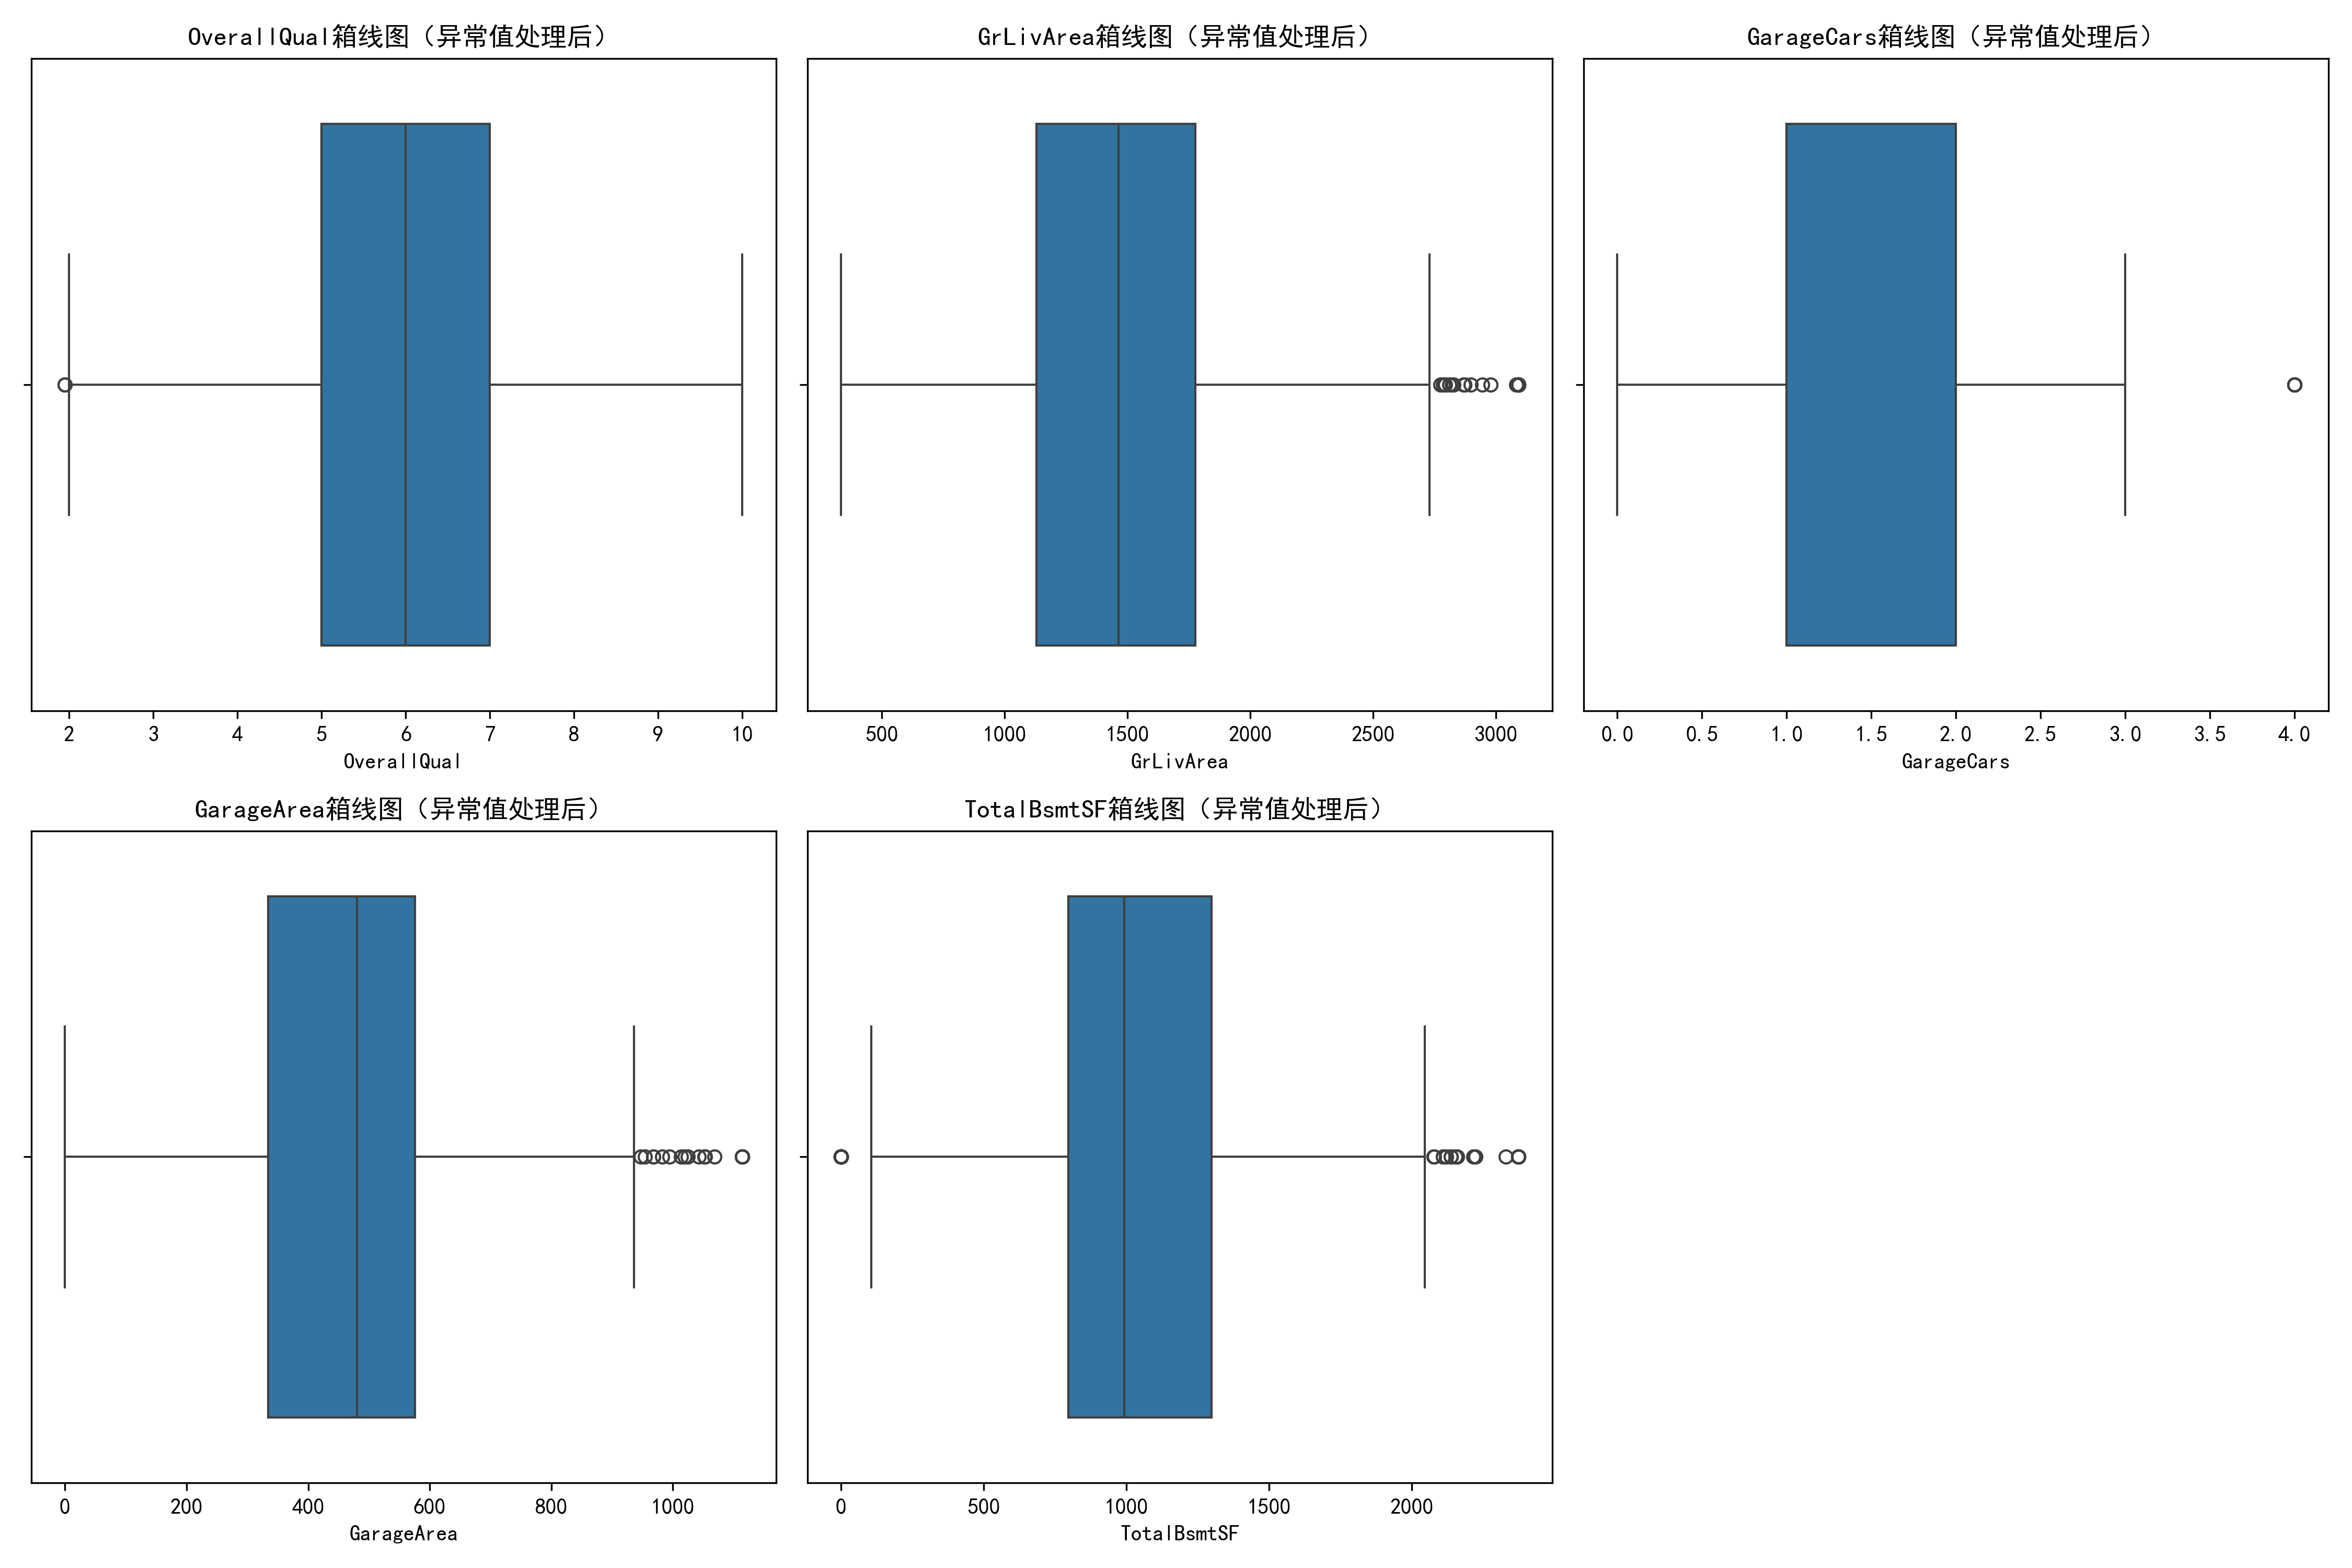 OverallQual箱线图（异常值处理后）
2 3 4 5 6 7 8 9 10
OverallQual
GrLivArea箱线图（异常值处理后）
500 1000 1500 2000 2500 3000
GrLivArea
GarageCars箱线图（异常值处理后）
0.0 0.5 1.0 1.5 2.0 2.5 3.0 3.5 4.0
GarageCars
GarageArea箱线图（异常值处理后）
0 200 400 600 800 1000
GarageArea
TotalBsmtSF箱线图（异常值处理后）
0 500 1000 1500 2000
TotalBsmtSF